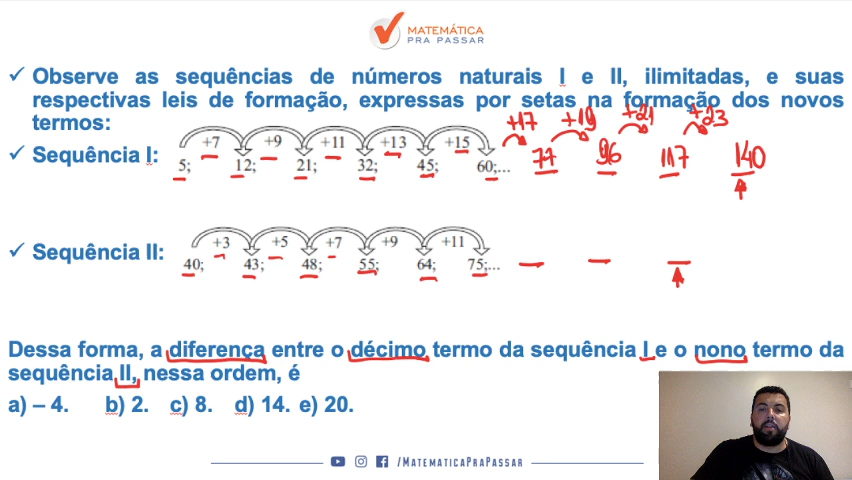 MATEMÁTICA
PRA PASSAR
✓ Observe as sequências de números naturais I e II, ilimitadas, e suas
respectivas leis de formação, expressas por setas na formação dos novos
termos:
+17 +19 +21 +23
+7 +9 +11 +13 +15
✓ Sequência I:
5; 12; 21; 32; 45; 60;... 77 96 117 140
+3 +5 +7 +9 +11
✓ Sequência II:
40; 43; 48; 55; 64; 75;...
Dessa forma, a diferença entre o décimo termo da sequência I e o nono termo da
sequência II, nessa ordem, é
a) – 4. b) 2. c) 8. d) 14. e) 20.
/MATEMATICAPRAPASSAR